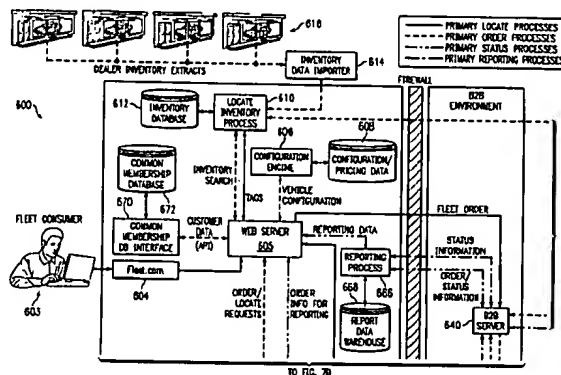 616
PRIMARY LOCATE PROCESSES
PRIMARY ORDER PROCESSES
PRIMARY STATUS PROCESSES
PRIMARY REPORTING PROCESSES
DEALER INVENTORY EXTRACTS
INVENTORY
DATA IMPORTER
614
FIREWALL
600
612
INVENTORY
DATABASE
LOCATE
INVENTORY
PROCESS
610
B2B
ENVIRONMENT
606
CONFIGURATION
ENGINE
608
CONFIGURATION/
PRICING DATA
COMMON
MEMBERSHIP
DATABASE
672
670
INVENTORY
SEARCH
TAGS
VEHICLE
CONFIGURATION
FLEET CONSUMER
603
COMMON
MEMBERSHIP
DB INTERFACE
CUSTOMER
DATA
(API)
WEB SERVER
605
REPORTING DATA
FLEET ORDER
Fleet.com
604
REPORTING
PROCESS
666
STATUS
INFORMATION
ORDER/
STATUS
INFORMATION
ORDER/
LOCATE
REQUESTS
ORDER
INFO FOR
REPORTING
668
REPORT DATA
WAREHOUSE
640
B2B
SERVER
TO FIG. 7B